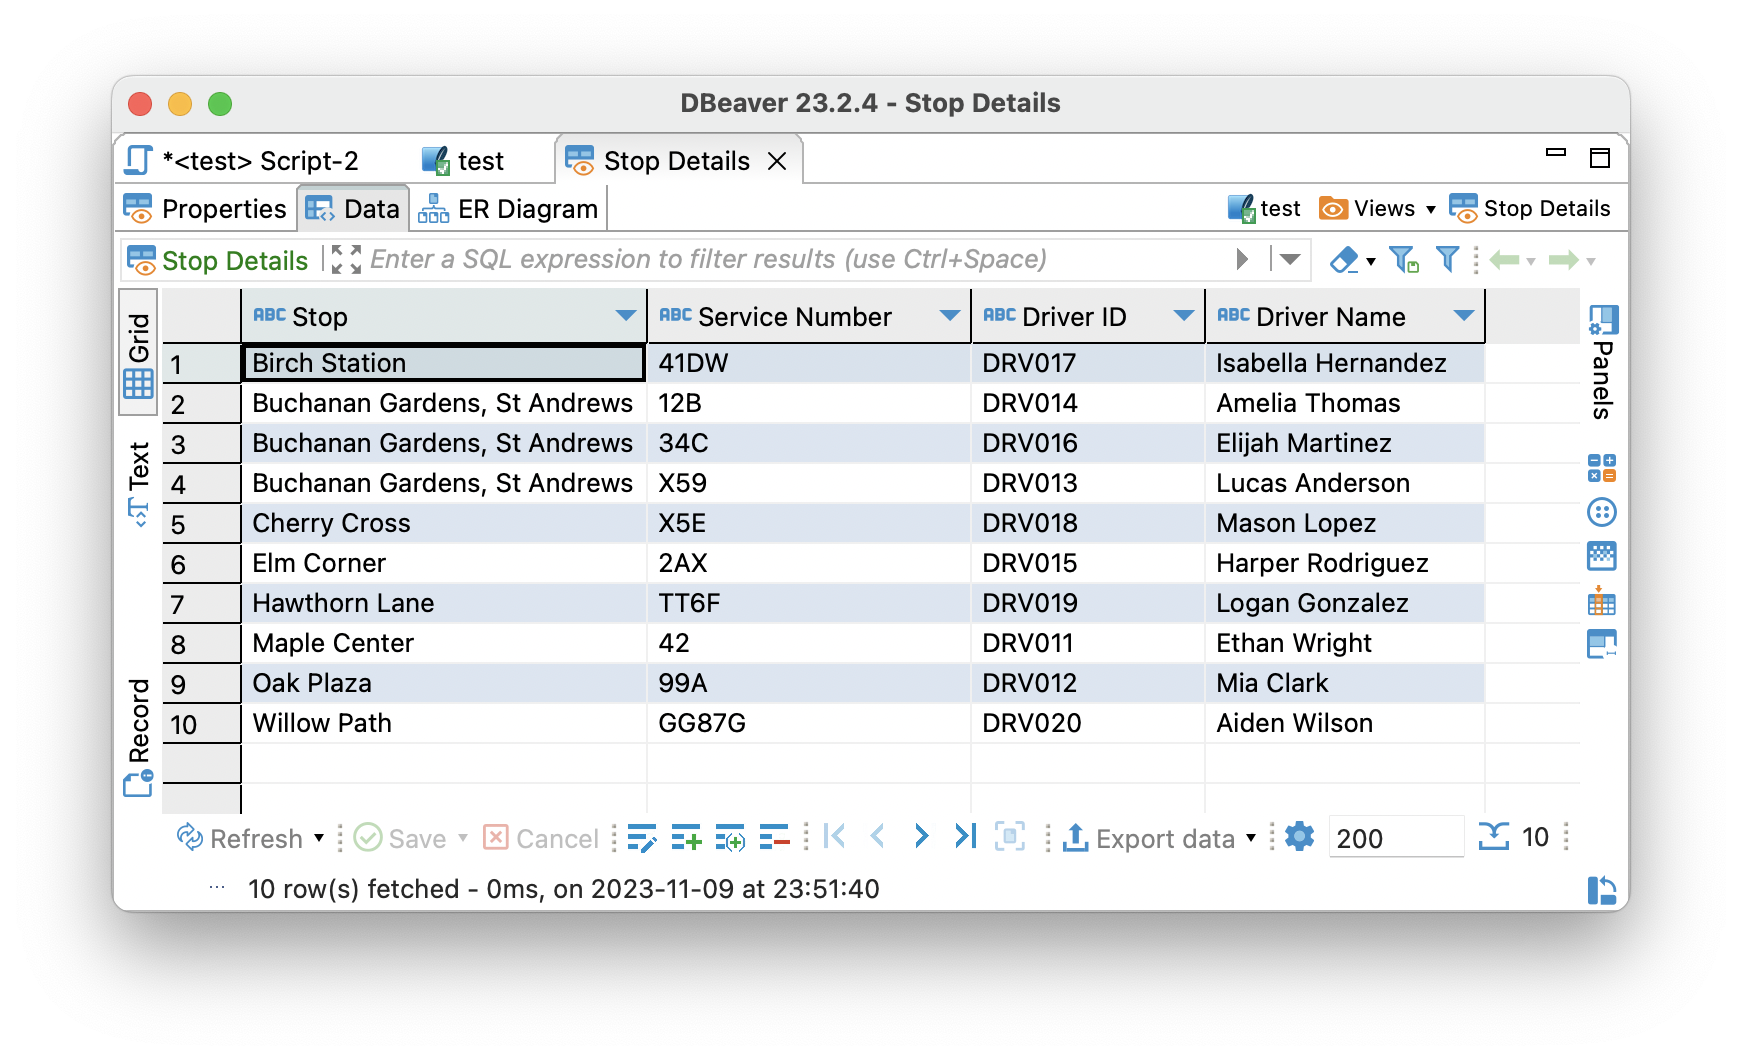 DBeaver 23.2.4 - Stop Details
*<test> Script-2 test Stop Details
Properties Data ER Diagram test Views Stop Details
Stop Details Enter a SQL expression to filter results (use Ctrl+Space)
Grid
Text
Record
Panels
ABC Stop ABC Service Number ABC Driver ID ABC Driver Name
1 Birch Station 41DW DRV017 Isabella Hernandez
2 Buchanan Gardens, St Andrews 12B DRV014 Amelia Thomas
3 Buchanan Gardens, St Andrews 34C DRV016 Elijah Martinez
4 Buchanan Gardens, St Andrews X59 DRV013 Lucas Anderson
5 Cherry Cross X5E DRV018 Mason Lopez
6 Elm Corner 2AX DRV015 Harper Rodriguez
7 Hawthorn Lane TT6F DRV019 Logan Gonzalez
8 Maple Center 42 DRV011 Ethan Wright
9 Oak Plaza 99A DRV012 Mia Clark
10 Willow Path GG87G DRV020 Aiden Wilson
Refresh Save Cancel Export data 200 10
... 10 row(s) fetched - 0ms, on 2023-11-09 at 23:51:40